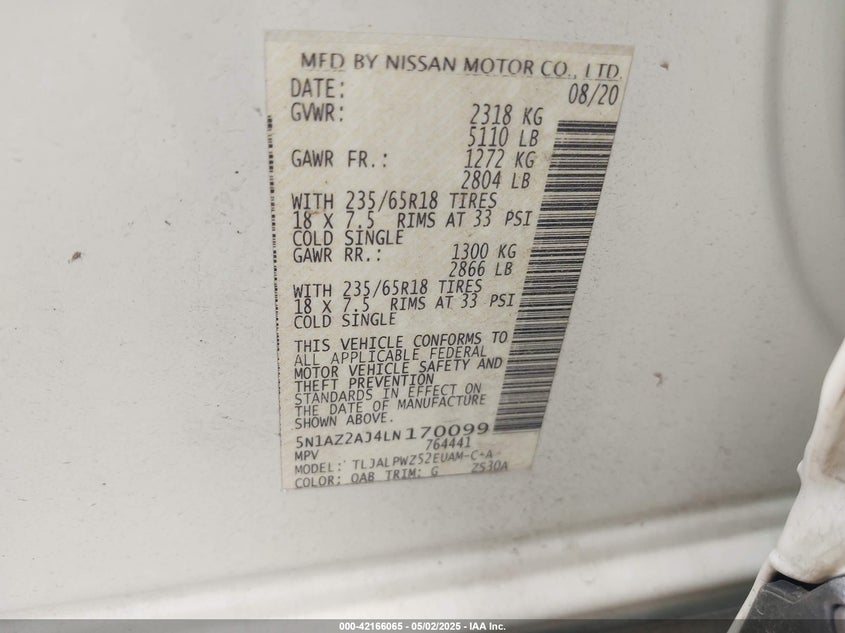 MFD BY NISSAN MOTOR CO., LTD.
DATE: 08/20
GVWR: 2318 KG
5110 LB
GAWR FR.: 1272 KG
2804 LB
WITH 235/65R18 TIRES
18 X 7.5 RIMS AT 33 PSI
COLD SINGLE
GAWR RR.: 1300 KG
2866 LB
WITH 235/65R18 TIRES
18 X 7.5 RIMS AT 33 PSI
COLD SINGLE
THIS VEHICLE CONFORMS TO
ALL APPLICABLE FEDERAL
MOTOR VEHICLE SAFETY AND
THEFT PREVENTION
STANDARDS IN EFFECT ON
THE DATE OF MANUFACTURE
SHOWN ABOVE.
5N1AZ2AJ4LN170099
MPV 764441
MODEL: TLJALPWZ52EUAM-C-A-
COLOR: QAB TRIM: G ZS30A
000-42166065 - 05/02/2025 - IAA Inc.